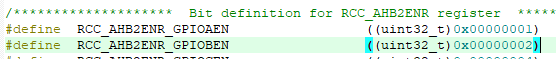 /******************** Bit definition for RCC_AHB2ENR register *****
#define RCC_AHB2ENR_GPIOAEN ((uint32_t)0x00000001)
#define RCC_AHB2ENR_GPIOBEN ((uint32_t)0x00000002)